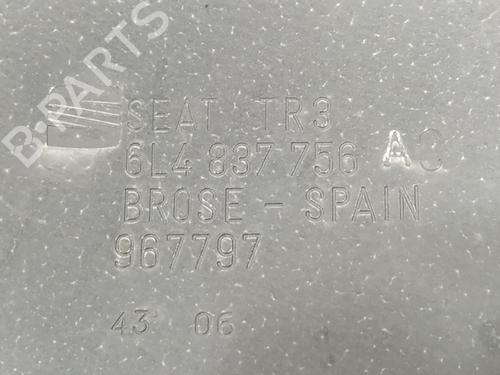 B-PARTS
SEAT TR3
6L4 837 756 AC
BROSE - SPAIN
967797
43 06